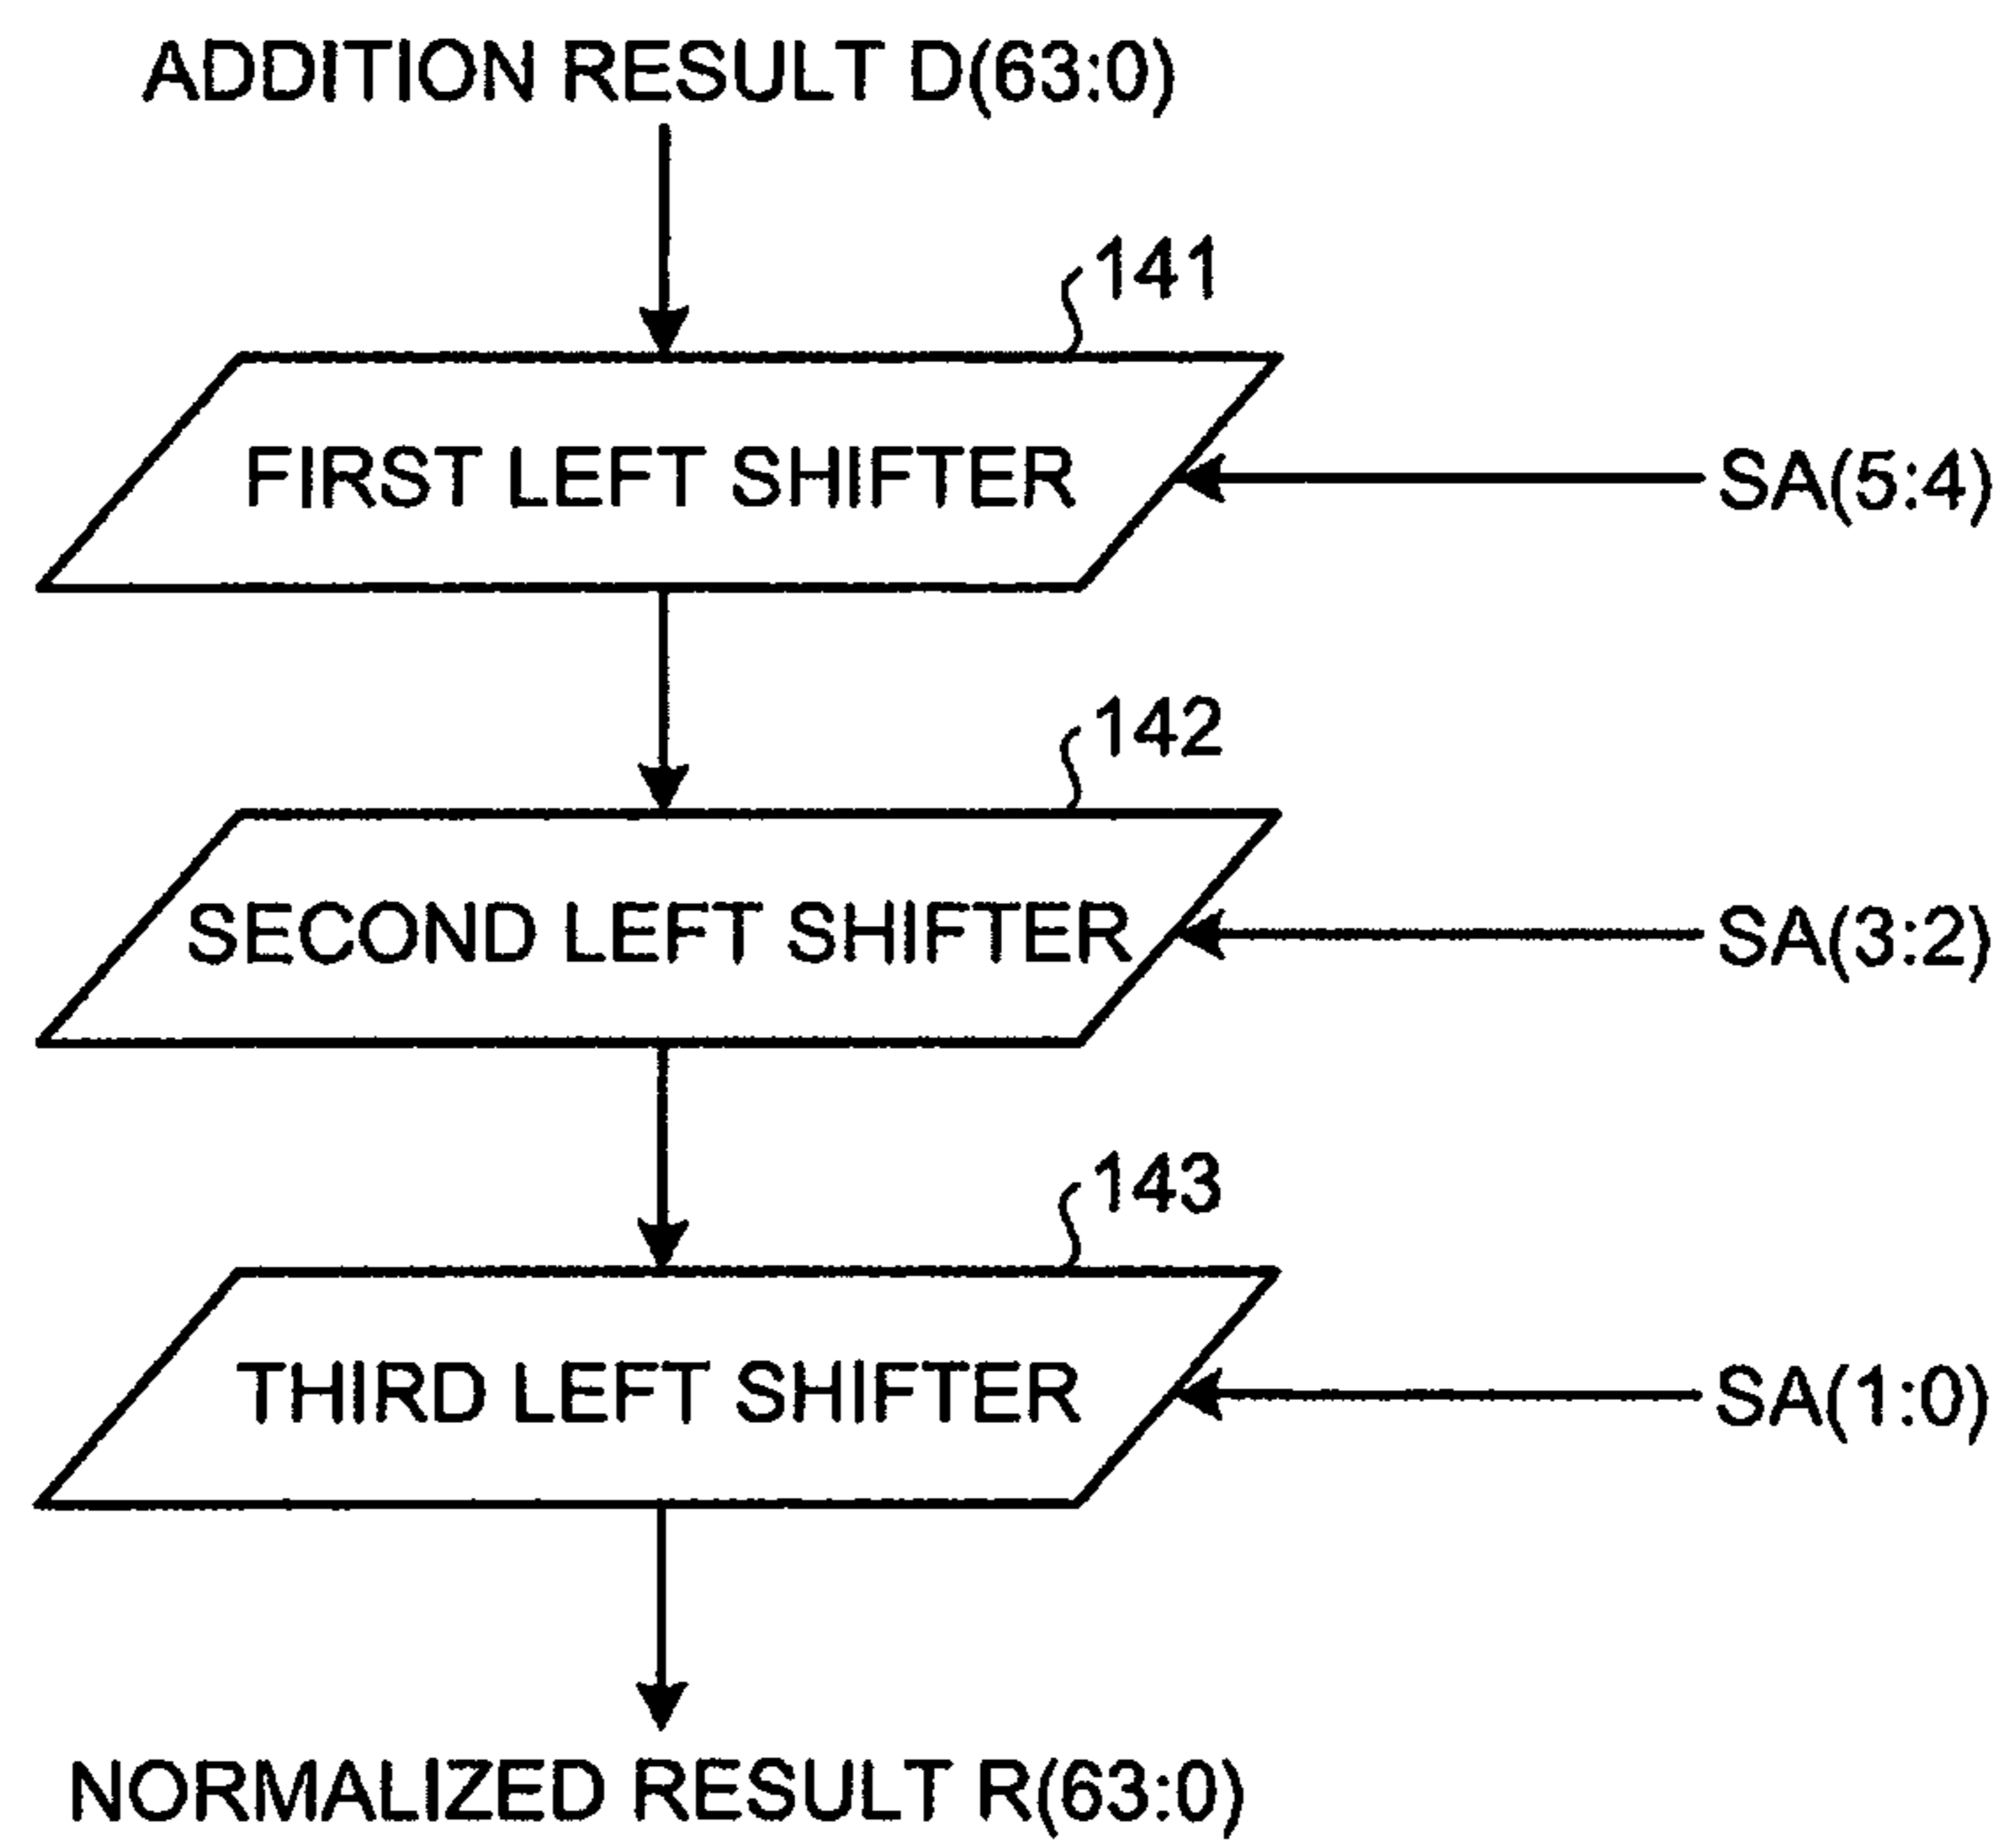 ADDITION RESULT D(63:0)
141
FIRST LEFT SHIFTER
SA(5:4)
142
SECOND LEFT SHIFTER
SA(3:2)
143
THIRD LEFT SHIFTER
SA(1:0)
NORMALIZED RESULT R(63:0)